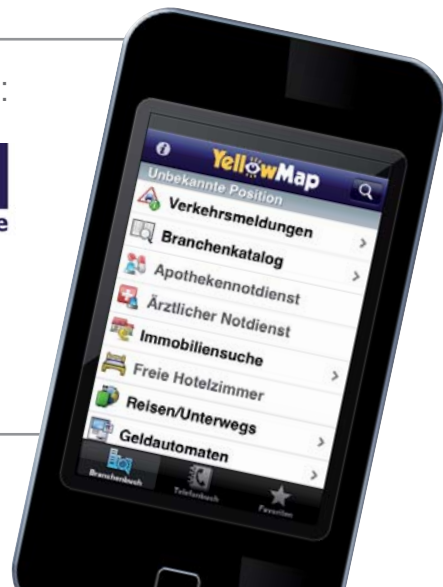 :
e
YellowMap
Unbekannte Position
Verkehrsmeldungen
Branchenkatalog
Apothekennotdienst
Ärztlicher Notdienst
Immobiliensuche
Freie Hotelzimmer
Reisen/Unterwegs
Geldautomaten
Branchenbuch Telefonbuch Favoriten